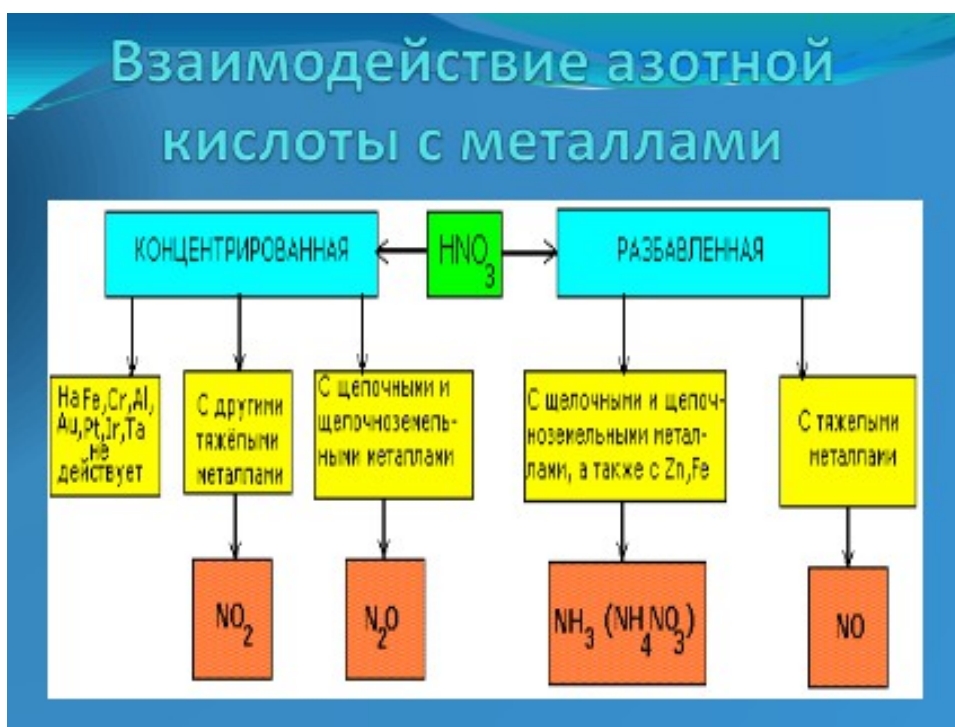 Взаимодействие азотной
кислоты с металлами
КОНЦЕНТРИРОВАННАЯ
HNO3
РАЗБАВЛЕННАЯ
На Fe,Cr,Al,
Au,Pt,Ir,Ta
не
действует
С другими
тяжёлыми
металлами
С щелочными и
щелочноземель-
ными металлами
С щелочными и щелоч-
ноземельными метал-
лами, а также с Zn,Fe
С тяжелыми
металлами
NO2
N2O
NH3 (NH4NO3)
NO